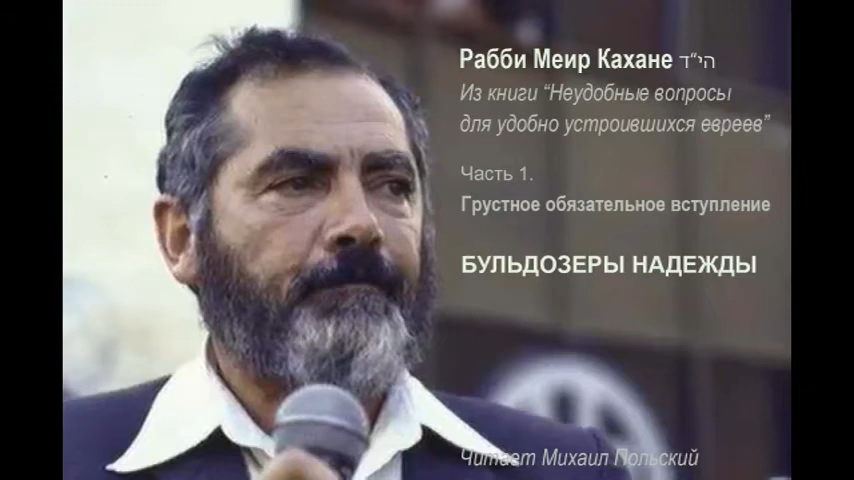 Рабби Меир Кахане הי"ד
Из книги “Неудобные вопросы
для удобно устроившихся евреев”
Часть 1.
Грустное обязательное вступление
БУЛЬДОЗЕРЫ НАДЕЖДЫ
Читает Михаил Польский